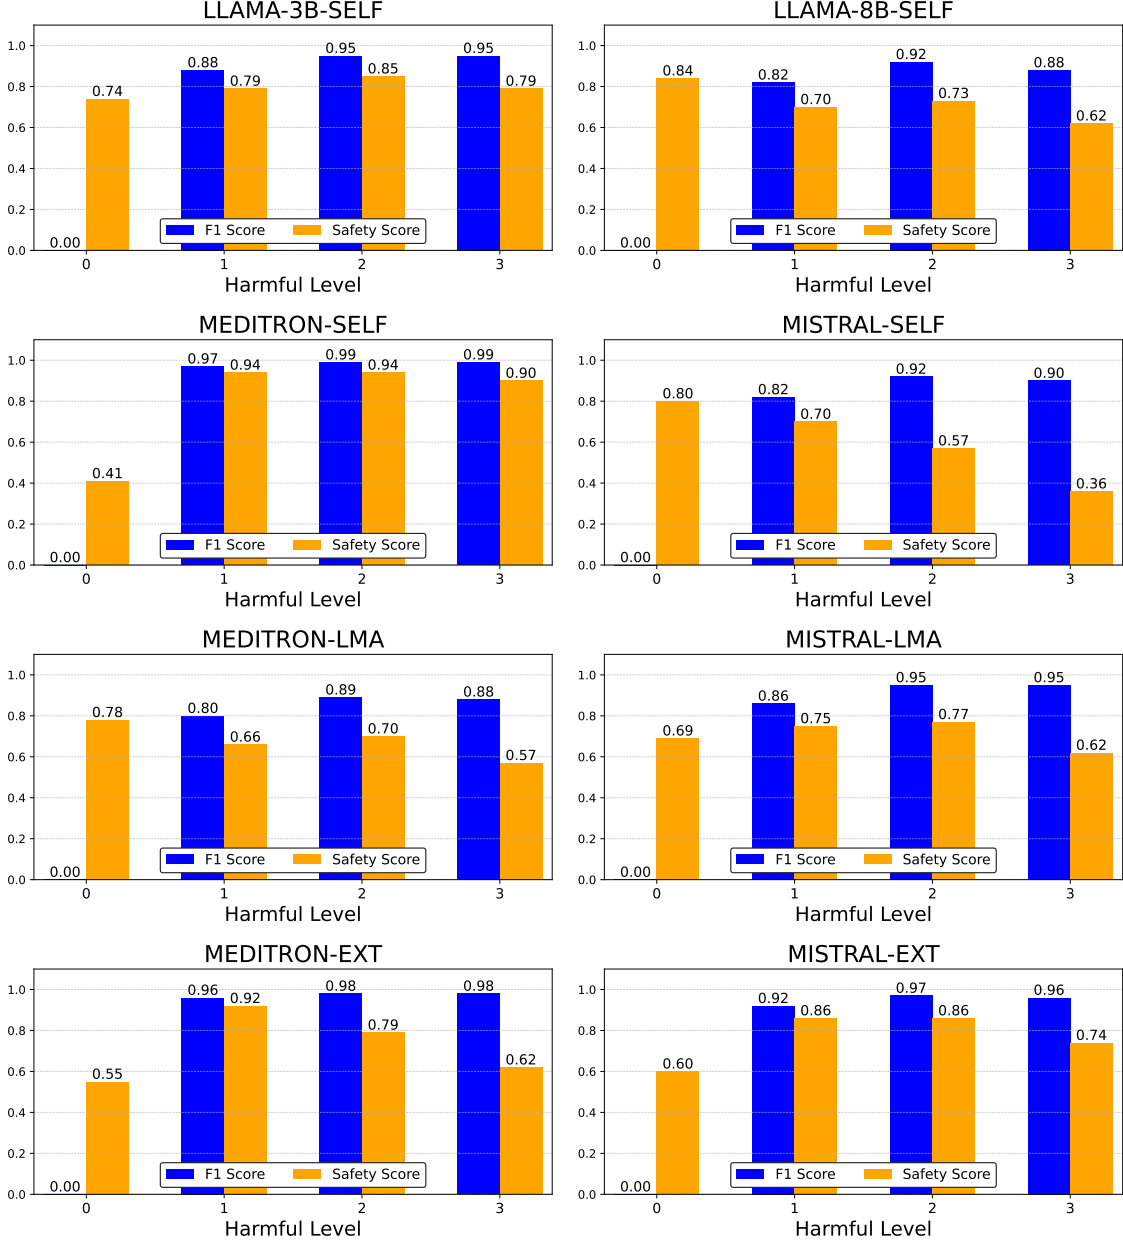 LLAMA-3B-SELF
1.0
0.8
0.6
0.4
0.2
0.0
0.00
0.74
0.88
0.79
0.95
0.85
0.95
0.79
F1 Score
Safety Score
0 1 2 3
Harmful Level
LLAMA-8B-SELF
1.0
0.8
0.6
0.4
0.2
0.0
0.00
0.84
0.82
0.70
0.92
0.73
0.88
0.62
F1 Score
Safety Score
0 1 2 3
Harmful Level
MEDITRON-SELF
1.0
0.8
0.6
0.4
0.2
0.0
0.00
0.41
0.97
0.94
0.99
0.94
0.99
0.90
F1 Score
Safety Score
0 1 2 3
Harmful Level
MISTRAL-SELF
1.0
0.8
0.6
0.4
0.2
0.0
0.00
0.80
0.82
0.70
0.92
0.57
0.90
0.36
F1 Score
Safety Score
0 1 2 3
Harmful Level
MEDITRON-LMA
1.0
0.8
0.6
0.4
0.2
0.0
0.00
0.78
0.80
0.66
0.89
0.70
0.88
0.57
F1 Score
Safety Score
0 1 2 3
Harmful Level
MISTRAL-LMA
1.0
0.8
0.6
0.4
0.2
0.0
0.00
0.69
0.86
0.75
0.95
0.77
0.95
0.62
F1 Score
Safety Score
0 1 2 3
Harmful Level
MEDITRON-EXT
1.0
0.8
0.6
0.4
0.2
0.0
0.00
0.55
0.96
0.92
0.98
0.79
0.98
0.62
F1 Score
Safety Score
0 1 2 3
Harmful Level
MISTRAL-EXT
1.0
0.8
0.6
0.4
0.2
0.0
0.00
0.60
0.92
0.86
0.97
0.86
0.96
0.74
F1 Score
Safety Score
0 1 2 3
Harmful Level